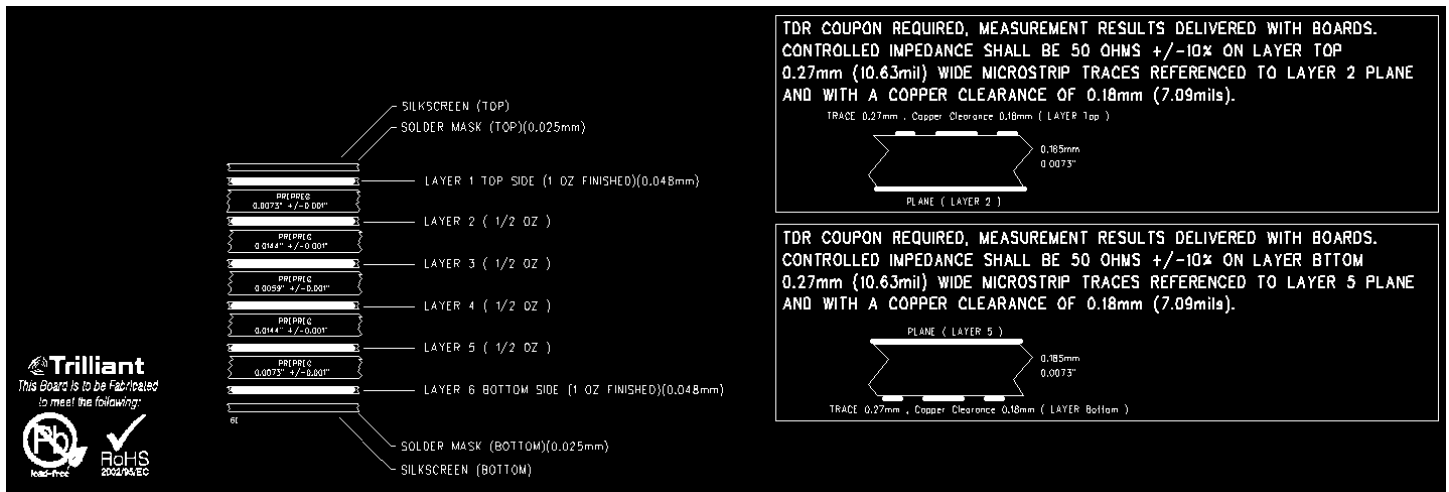 SILKSCREEN (TOP)
SOLDER MASK (TOP)(0.025mm)
LAYER 1 TOP SIDE (1 OZ FINISHED)(0.048mm)
PREPREG
0.0073" +/-0.001"
LAYER 2 ( 1/2 OZ )
PREPREG
0.0144" +/-0.001"
LAYER 3 ( 1/2 OZ )
PREPREG
0.0059" +/-0.001"
LAYER 4 ( 1/2 OZ )
PREPREG
0.0144" +/-0.001"
LAYER 5 ( 1/2 OZ )
PREPREG
0.0073" +/-0.001"
LAYER 6 BOTTOM SIDE (1 OZ FINISHED)(0.048mm)
SOLDER MASK (BOTTOM)(0.025mm)
SILKSCREEN (BOTTOM)
Trilliant
This Board is to be Fabricated
to meet the following:
Pb
lead-free
RoHS
2002/95/EC
TDR COUPON REQUIRED, MEASUREMENT RESULTS DELIVERED WITH BOARDS.
CONTROLLED IMPEDANCE SHALL BE 50 OHMS +/-10% ON LAYER TOP
0.27mm (10.63mil) WIDE MICROSTRIP TRACES REFERENCED TO LAYER 2 PLANE
AND WITH A COPPER CLEARANCE OF 0.18mm (7.09mils).
TRACE 0.27mm , Copper Clearance 0.18mm ( LAYER Top )
0.185mm
0.0073"
PLANE ( LAYER 2 )
TDR COUPON REQUIRED, MEASUREMENT RESULTS DELIVERED WITH BOARDS.
CONTROLLED IMPEDANCE SHALL BE 50 OHMS +/-10% ON LAYER BTTOM
0.27mm (10.63mil) WIDE MICROSTRIP TRACES REFERENCED TO LAYER 5 PLANE
AND WITH A COPPER CLEARANCE OF 0.18mm (7.09mils).
PLANE ( LAYER 5 )
0.185mm
0.0073"
TRACE 0.27mm , Copper Clearance 0.18mm ( LAYER Bottom )